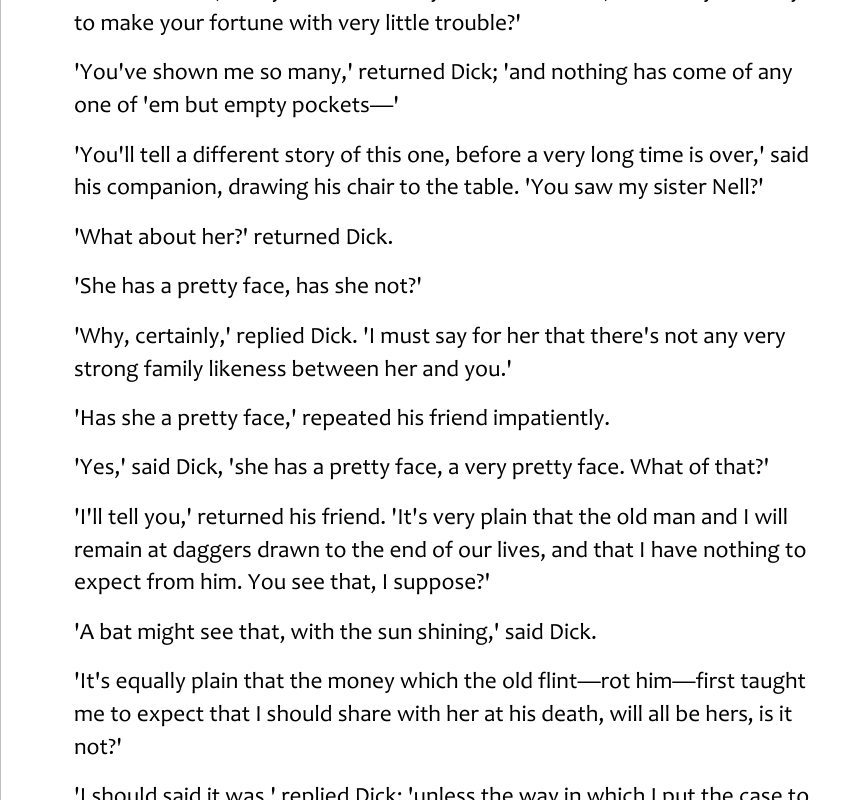 to make your fortune with very little trouble?'
'You've shown me so many,' returned Dick; 'and nothing has come of any
one of 'em but empty pockets—'
'You'll tell a different story of this one, before a very long time is over,' said
his companion, drawing his chair to the table. 'You saw my sister Nell?'
'What about her?' returned Dick.
'She has a pretty face, has she not?'
'Why, certainly,' replied Dick. 'I must say for her that there's not any very
strong family likeness between her and you.'
'Has she a pretty face,' repeated his friend impatiently.
'Yes,' said Dick, 'she has a pretty face, a very pretty face. What of that?'
'I'll tell you,' returned his friend. 'It's very plain that the old man and I will
remain at daggers drawn to the end of our lives, and that I have nothing to
expect from him. You see that, I suppose?'
'A bat might see that, with the sun shining,' said Dick.
'It's equally plain that the money which the old flint—rot him—first taught
me to expect that I should share with her at his death, will all be hers, is it
not?'
'I should said it was,' replied Dick; 'unless the way in which I put the case to